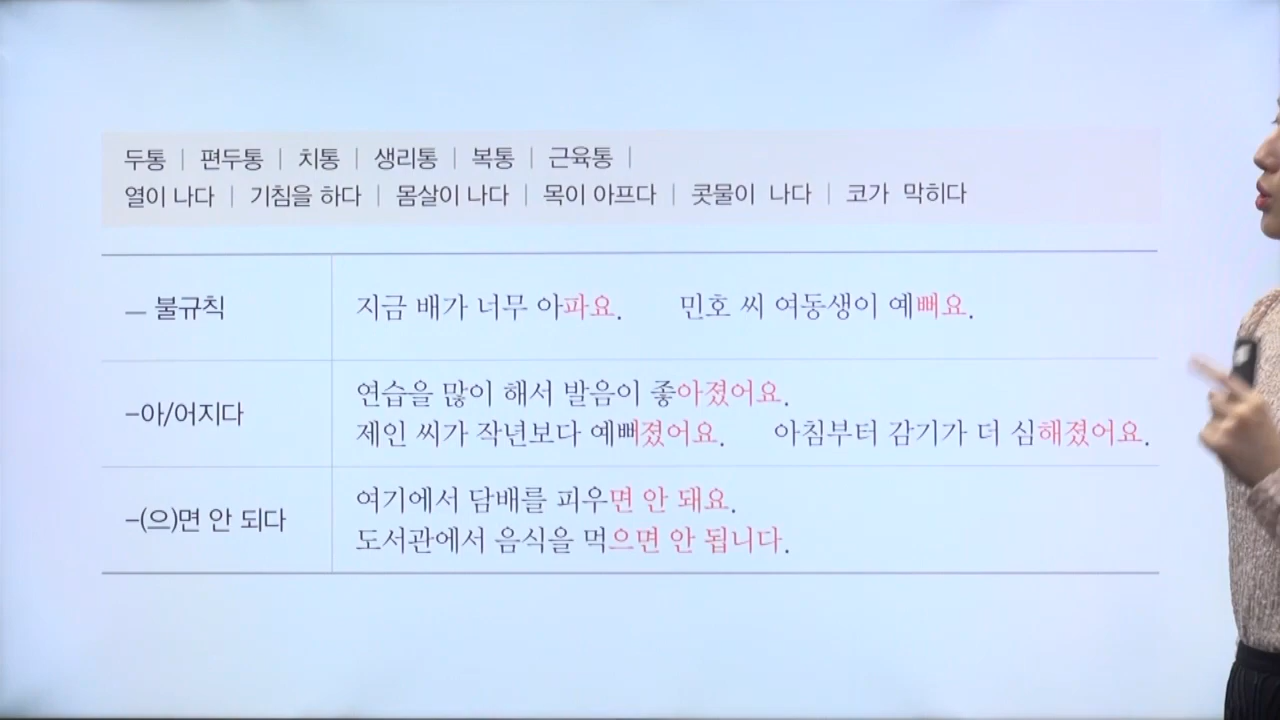 두통 | 편두통 | 치통 | 생리통 | 복통 | 근육통 |
열이 나다 | 기침을 하다 | 몸살이 나다 | 목이 아프다 | 콧물이 나다 | 코가 막히다
ㅡ 불규칙
지금 배가 너무 아파요. 민호 씨 여동생이 예뻐요.
-아/어지다
연습을 많이 해서 발음이 좋아졌어요.
제인 씨가 작년보다 예뻐졌어요. 아침부터 감기가 더 심해졌어요.
-(으)면 안 되다
여기에서 담배를 피우면 안 돼요.
도서관에서 음식을 먹으면 안 됩니다.